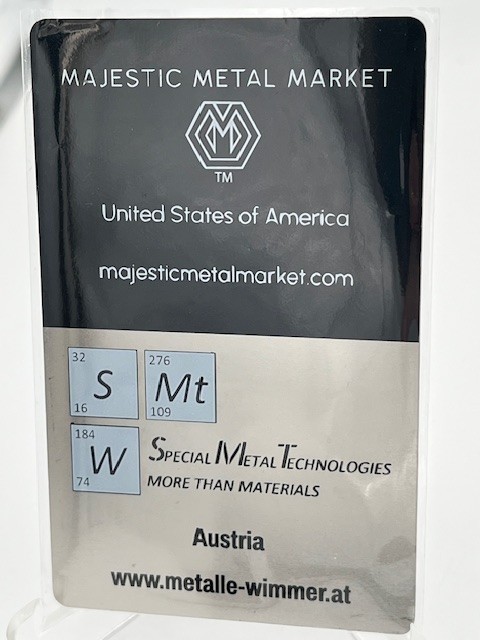 MAJESTIC METAL MARKET
M
TM
United States of America
majesticmetalmarket.com
32 276
S Mt
16 109
184
W
74
SPECIAL METAL TECHNOLOGIES
MORE THAN MATERIALS
Austria
www.metalle-wimmer.at